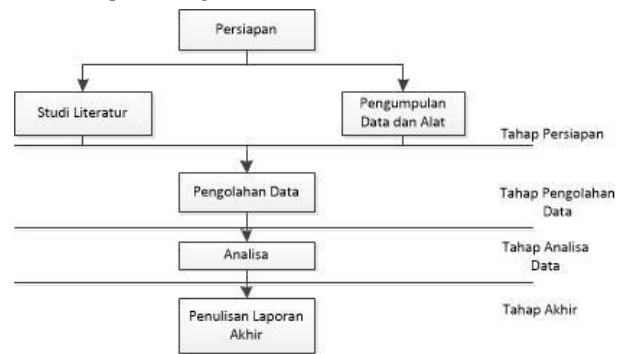 Persiapan
Studi Literatur
Pengumpulan
Data dan Alat
Tahap Persiapan
Pengolahan Data
Tahap Pengolahan
Data
Analisa
Tahap Analisa
Data
Penulisan Laporan
Akhir
Tahap Akhir